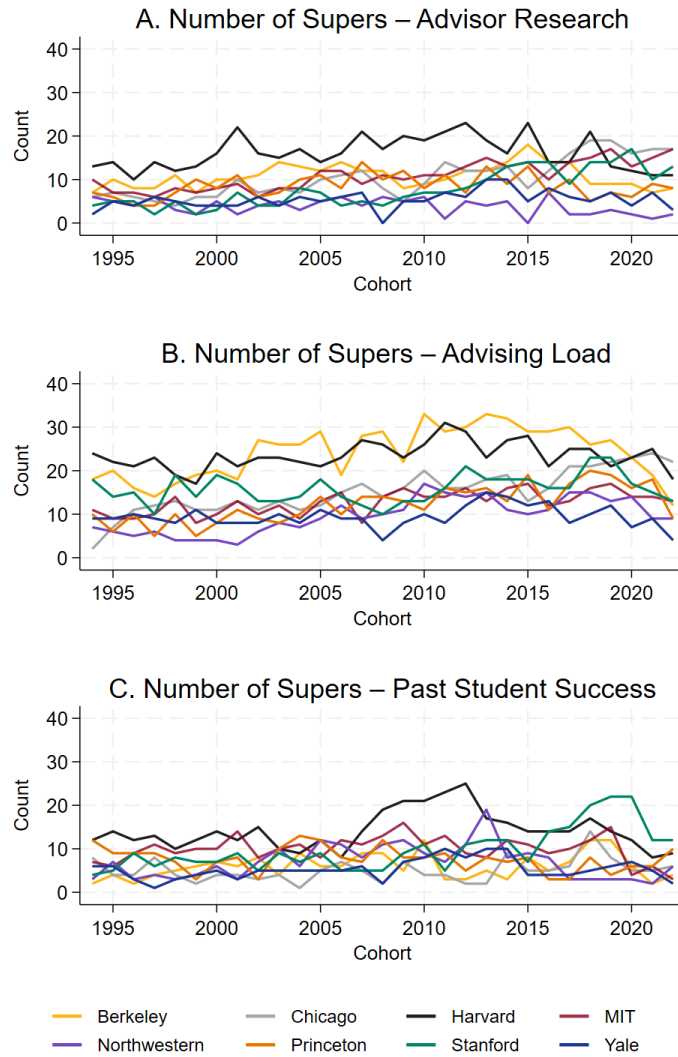 A. Number of Supers – Advisor Research
40
30
20
10
0
Count
1995 2000 2005 2010 2015 2020
Cohort
B. Number of Supers – Advising Load
40
30
20
10
0
Count
1995 2000 2005 2010 2015 2020
Cohort
C. Number of Supers – Past Student Success
40
30
20
10
0
Count
1995 2000 2005 2010 2015 2020
Cohort
Berkeley Chicago Harvard MIT
Northwestern Princeton Stanford Yale